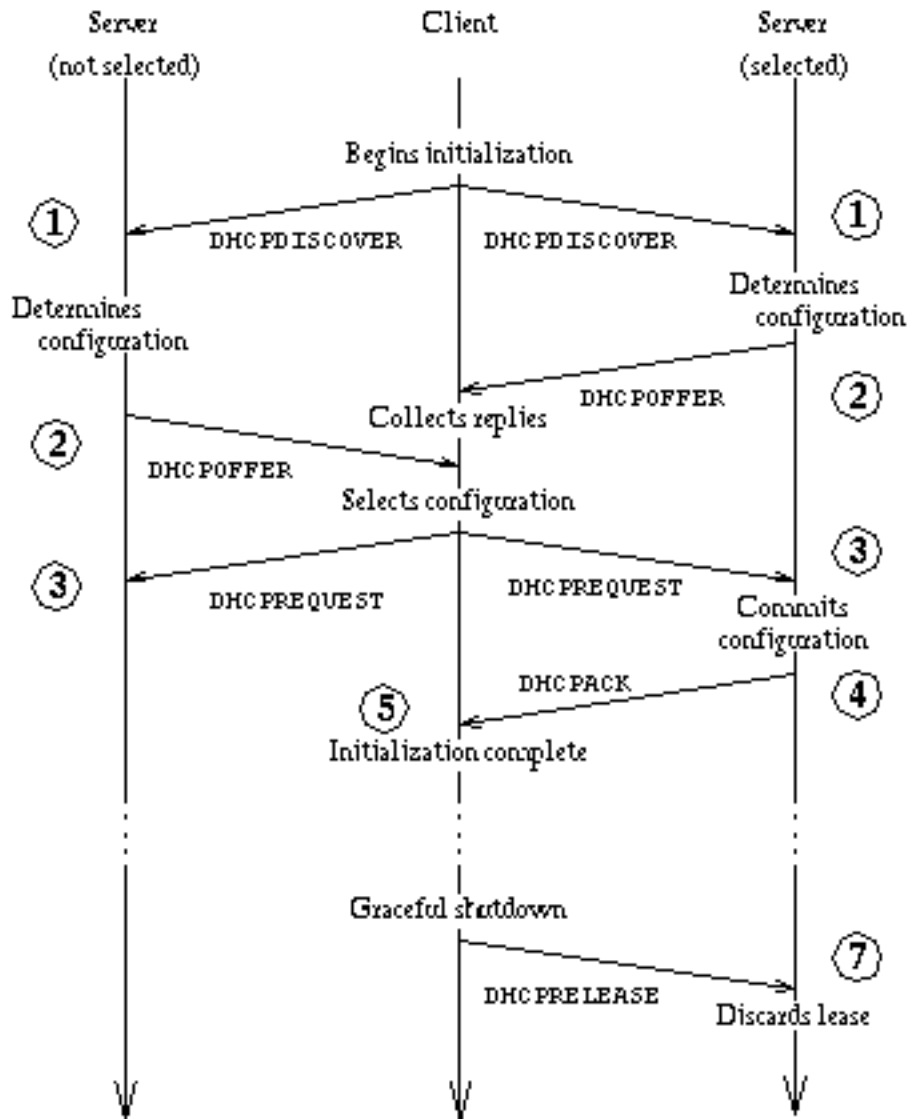 Server
Client
Server
(not selected)
(selected)
Begins initialization
1
1
DHCPDISCOVER
DHCPDISCOVER
Determines
configuration
Determines
configuration
DHCPOFFER
2
Collects replies
2
DHCPOFFER
Selects configuration
3
3
DHCPREQUEST
DHCPREQUEST
Commits
configuration
DHCPACK
4
5
Initialization complete
Graceful shutdown
7
DHCPRELEASE
Discards lease